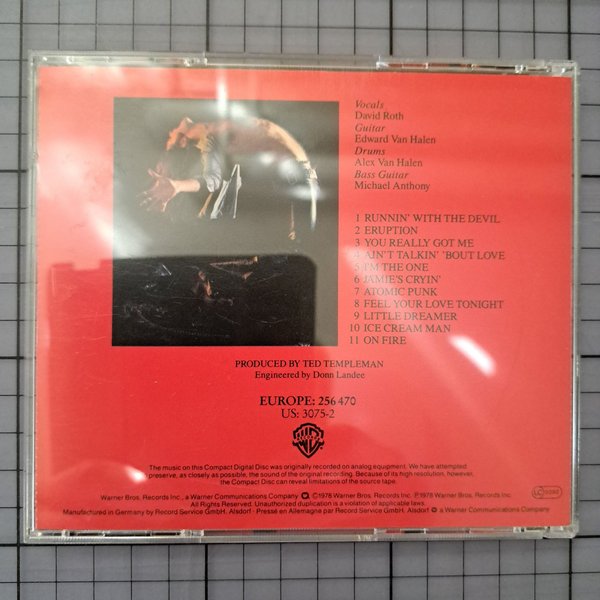 Vocals
David Roth
Guitar
Edward Van Halen
Drums
Alex Van Halen
Bass Guitar
Michael Anthony
1 RUNNIN' WITH THE DEVIL
2 ERUPTION
3 YOU REALLY GOT ME
4 AIN'T TALKIN' 'BOUT LOVE
5 I'M THE ONE
6 JAMIE'S CRYIN'
7 ATOMIC PUNK
8 FEEL YOUR LOVE TONIGHT
9 LITTLE DREAMER
10 ICE CREAM MAN
11 ON FIRE
PRODUCED BY TED TEMPLEMAN
Engineered by Donn Landee
EUROPE: 256 470
US: 3075-2
The music on this Compact Digital Disc was originally recorded on analog equipment. We have attempted
to preserve, as closely as possible, the sound of the original recording. Because of its high resolution, however,
the Compact Disc can reveal limitations of the source tape.
Warner Bros. Records Inc., a Warner Communications Company ©1978 Warner Bros. Records Inc. ℗1978 Warner Bros. Records Inc.
All Rights Reserved. Unauthorized duplication is a violation of applicable laws.
Manufactured in Germany by Record Service GmbH, Alsdorf · Pressé en Allemagne par Record Service GmbH, Alsdorf a Warner Communications Company